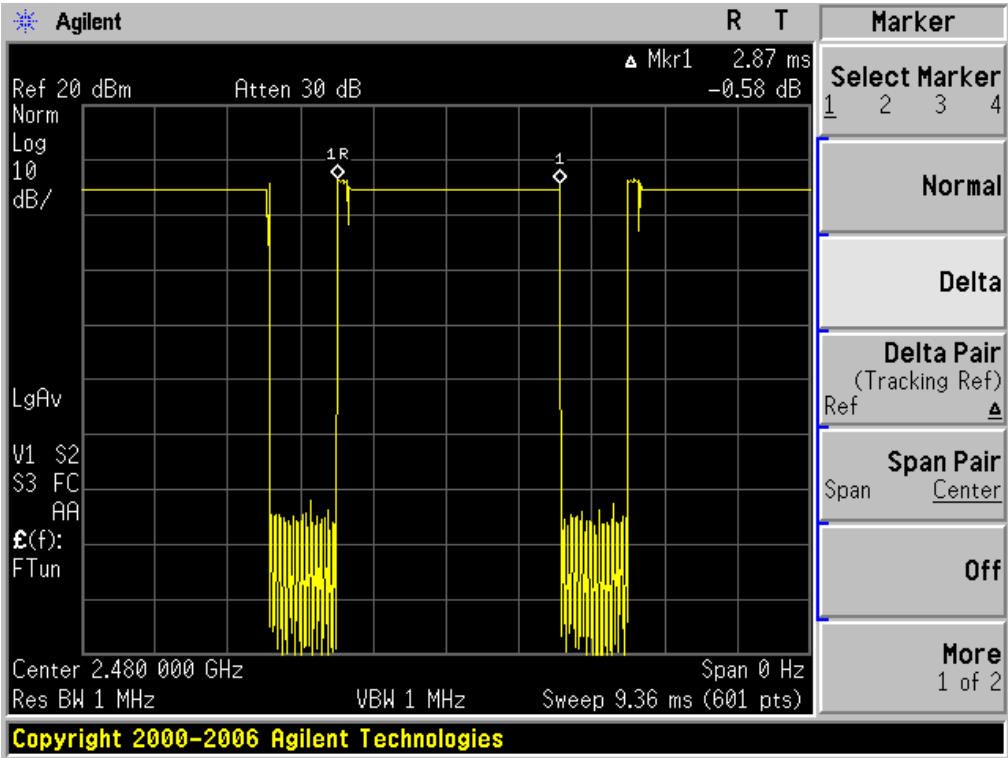 Agilent
R T
Marker
Δ Mkr1 2.87 ms
Ref 20 dBm
Atten 30 dB
-0.58 dB
Norm
Log
10
dB/
1R
1
LgAv
V1 S2
S3 FC
AA
£(f):
FTun
Center 2.480 000 GHz
Span 0 Hz
Res BW 1 MHz
VBW 1 MHz
Sweep 9.36 ms (601 pts)
Copyright 2000-2006 Agilent Technologies
Select Marker
1 2 3 4
Normal
Delta
Delta Pair
(Tracking Ref)
Ref Δ
Span Pair
Span Center
Off
More
1 of 2